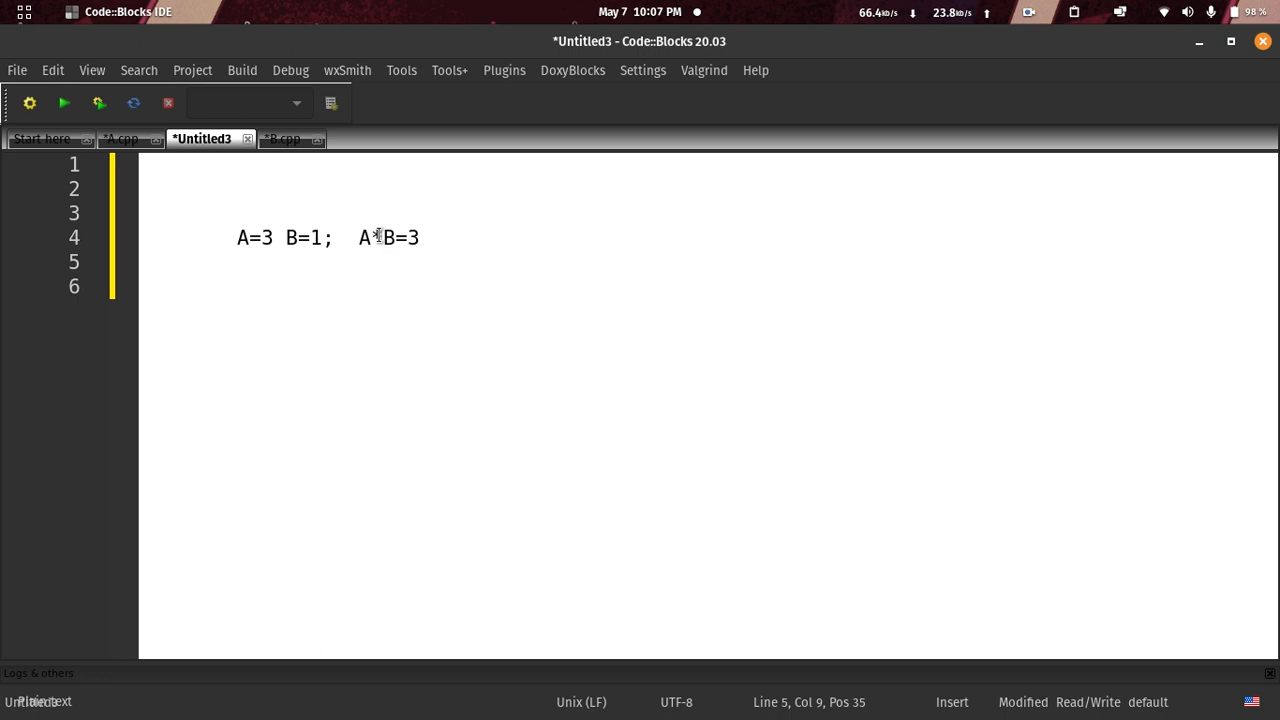 Code::Blocks IDE
May 7 10:07 PM
66.4kb/s
23.8kb/s
98 %
*Untitled3 - Code::Blocks 20.03
File Edit View Search Project Build Debug wxSmith Tools Tools+ Plugins DoxyBlocks Settings Valgrind Help
Start here *A.cpp *Untitled3 *B.cpp
1
2
3
4 A=3 B=1; A*B=3
5
6
Logs & others
Untitled3 Plain text Unix (LF) UTF-8 Line 5, Col 9, Pos 35 Insert Modified Read/Write default